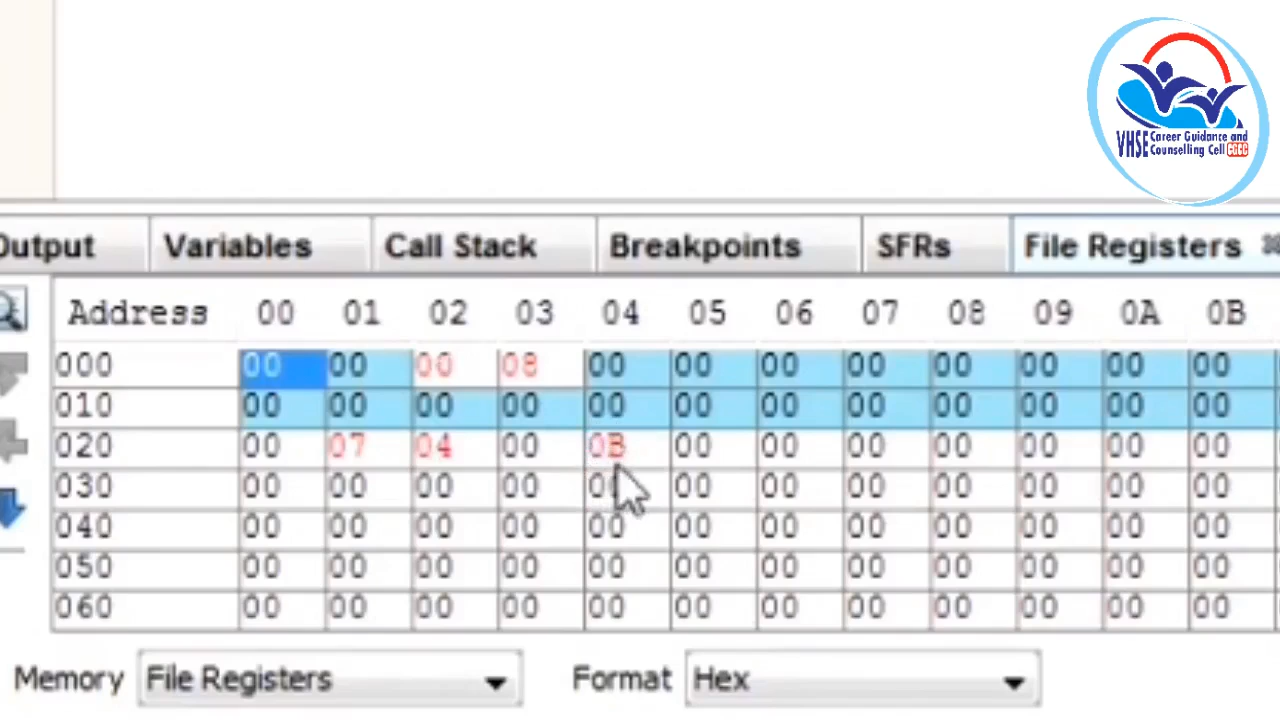 VHSE Career Guidance and
Counselling Cell CGCC
Output Variables Call Stack Breakpoints SFRs File Registers
Address 00 01 02 03 04 05 06 07 08 09 0A 0B
000 00 00 00 08 00 00 00 00 00 00 00 00
010 00 00 00 00 00 00 00 00 00 00 00 00
020 00 07 04 00 0B 00 00 00 00 00 00 00
030 00 00 00 00 00 00 00 00 00 00 00 00
040 00 00 00 00 00 00 00 00 00 00 00 00
050 00 00 00 00 00 00 00 00 00 00 00 00
060 00 00 00 00 00 00 00 00 00 00 00 00
Memory File Registers Format Hex